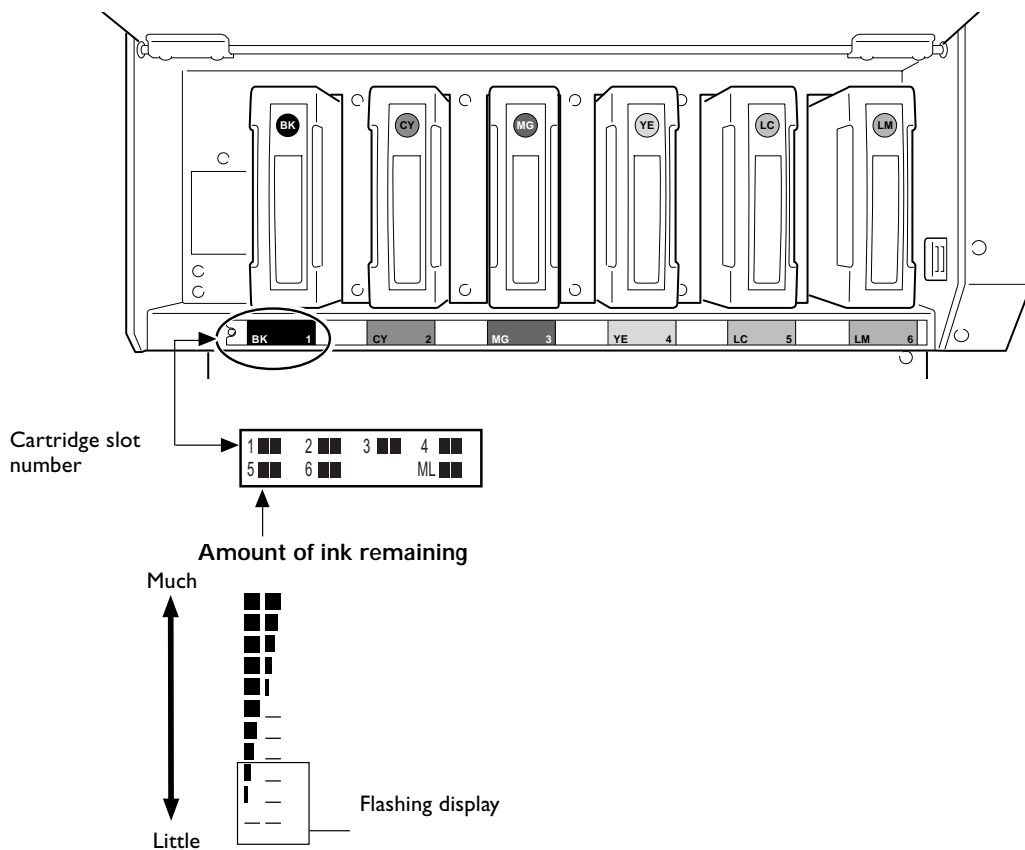 BK CY MG YE LC LM
BK 1 CY 2 MG 3 YE 4 LC 5 LM 6
Cartridge slot
number
1 2 3 4
5 6 ML
Amount of ink remaining
Much
Flashing display
Little